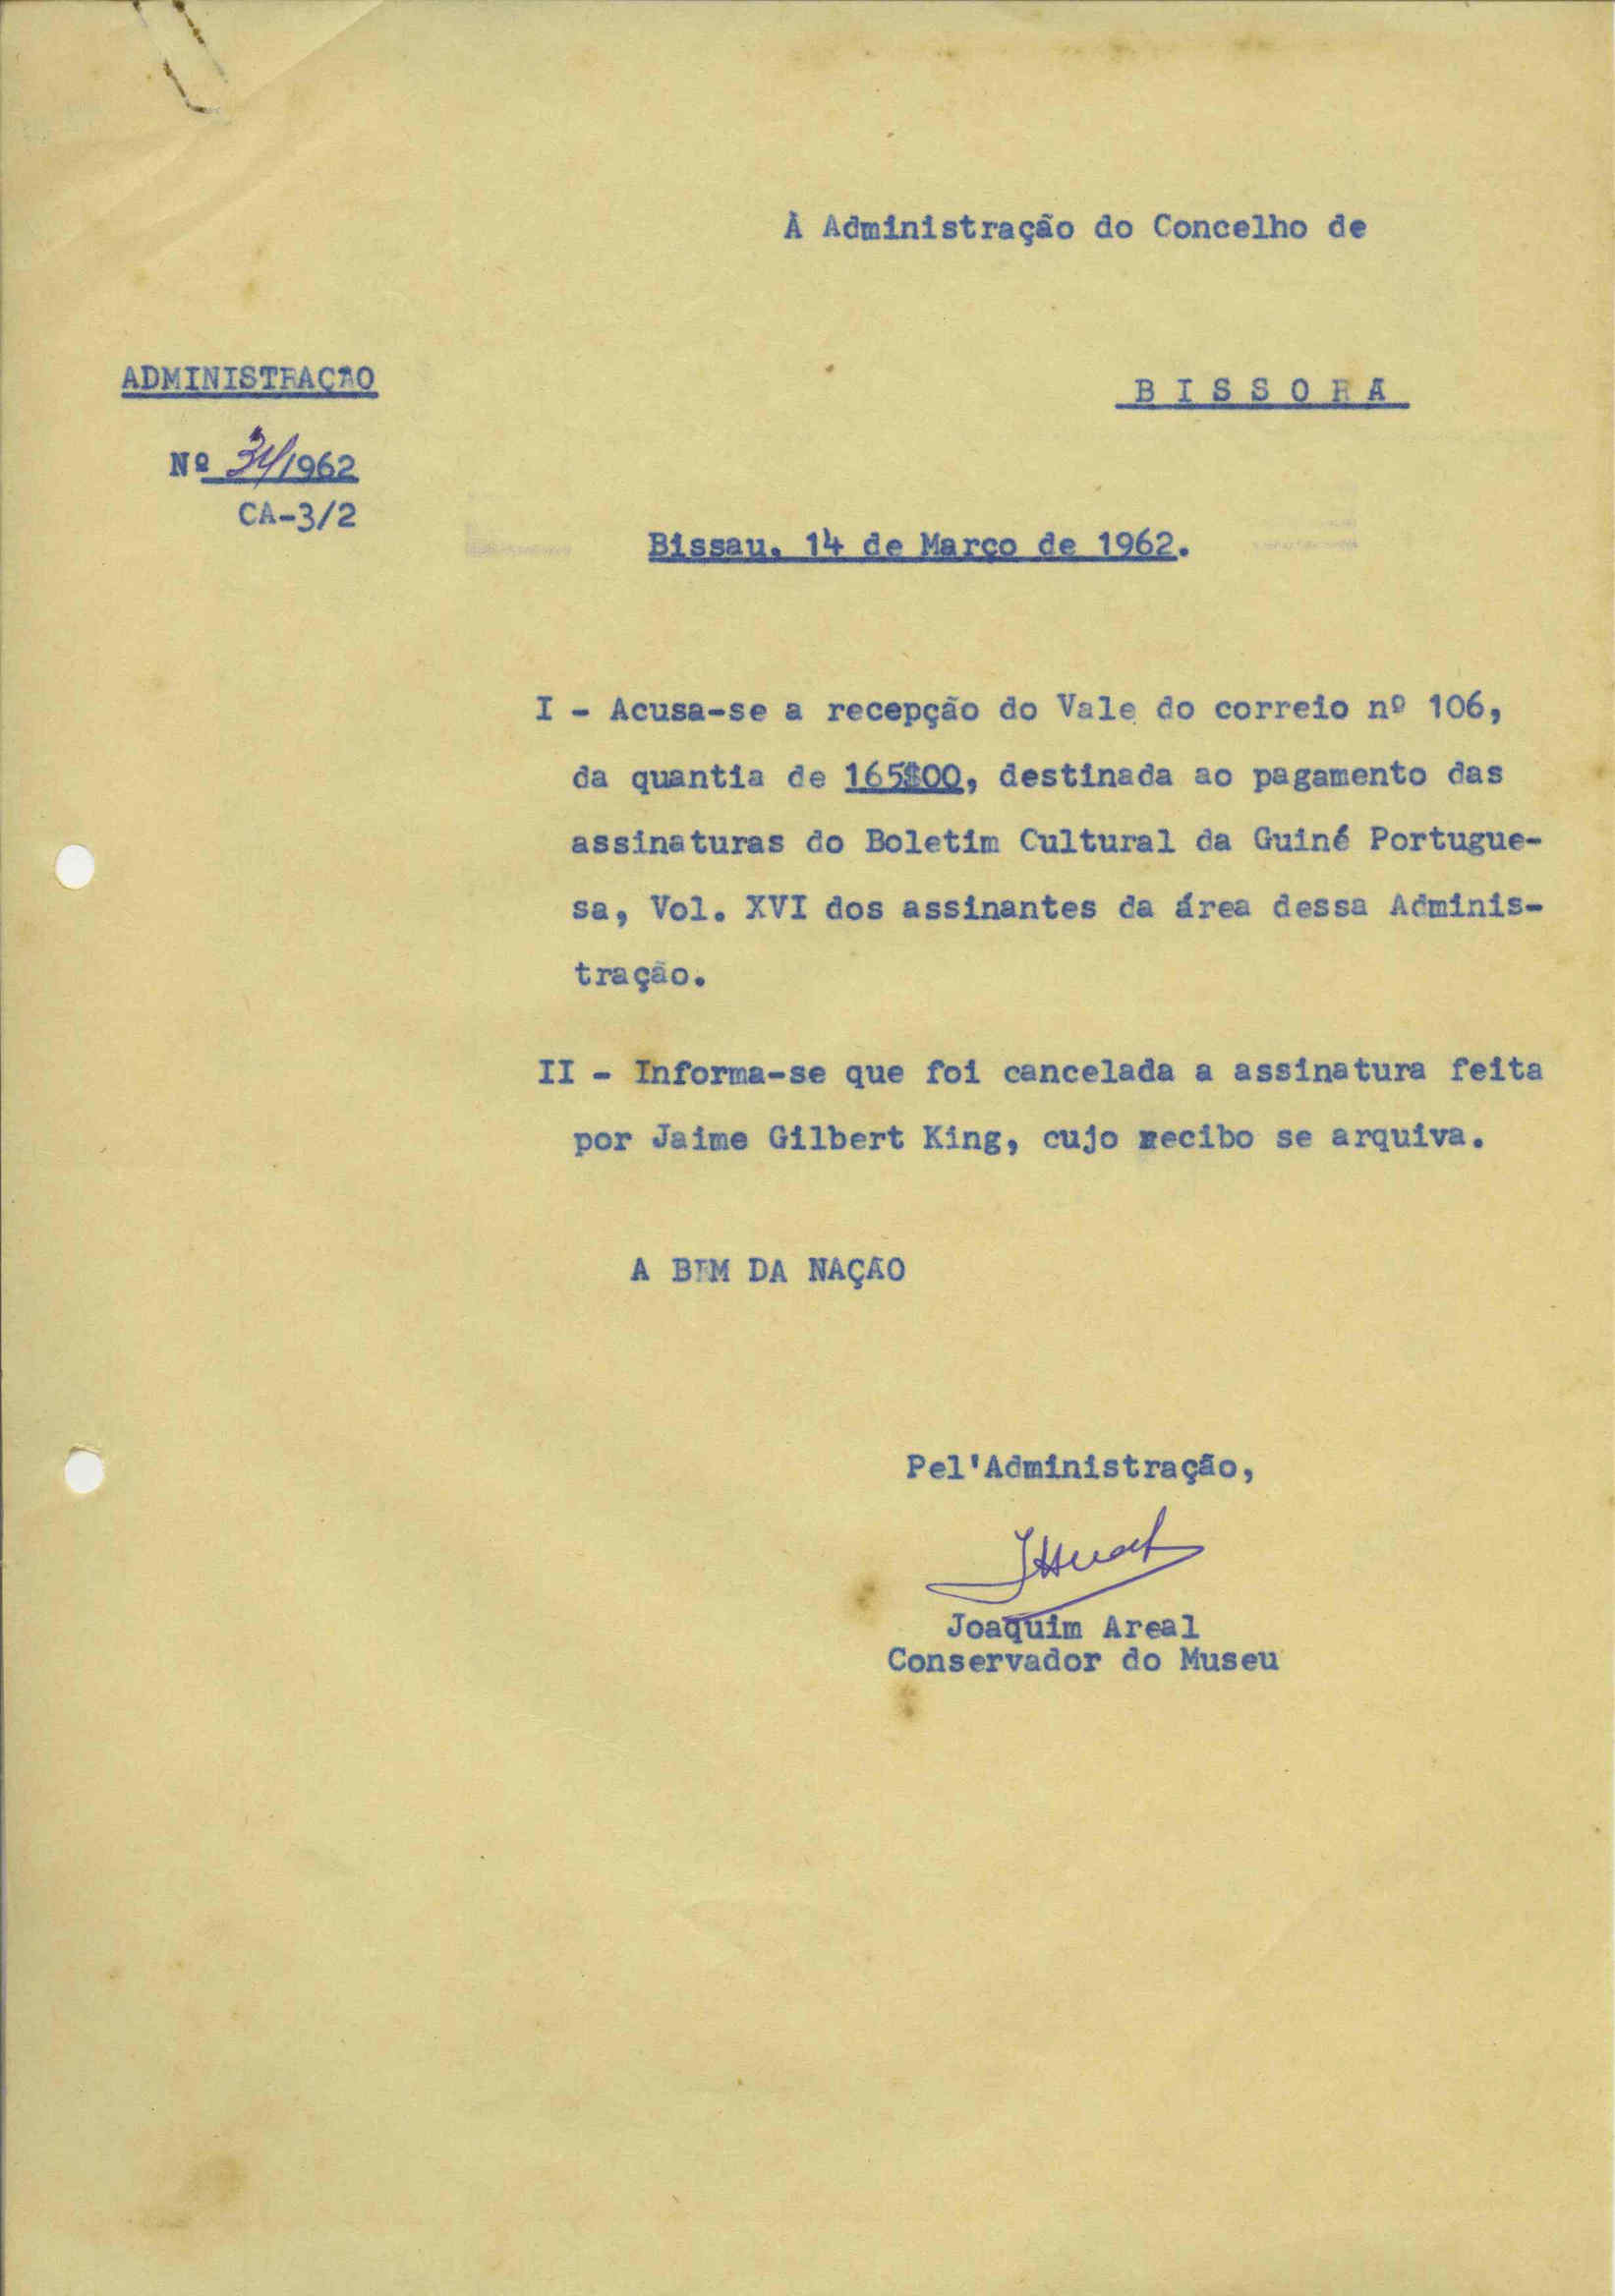 À Administração do Concelho de
ADMINISTRAÇÃO
BISSORÃ
Nº 34/1962
CA-3/2
Bissau, 14 de Março de 1962.
I - Acusa-se a recepção do Vale do correio nº 106,
da quantia de 165$00, destinada ao pagamento das
assinaturas do Boletim Cultural da Guiné Portugue-
sa, Vol. XVI dos assinantes da área dessa Adminis-
tração.
II - Informa-se que foi cancelada a assinatura feita
por Jaime Gilbert King, cujo recibo se arquiva.
A BEM DA NAÇÃO
Pel'Administração,
Joaquim Areal
Conservador do Museu